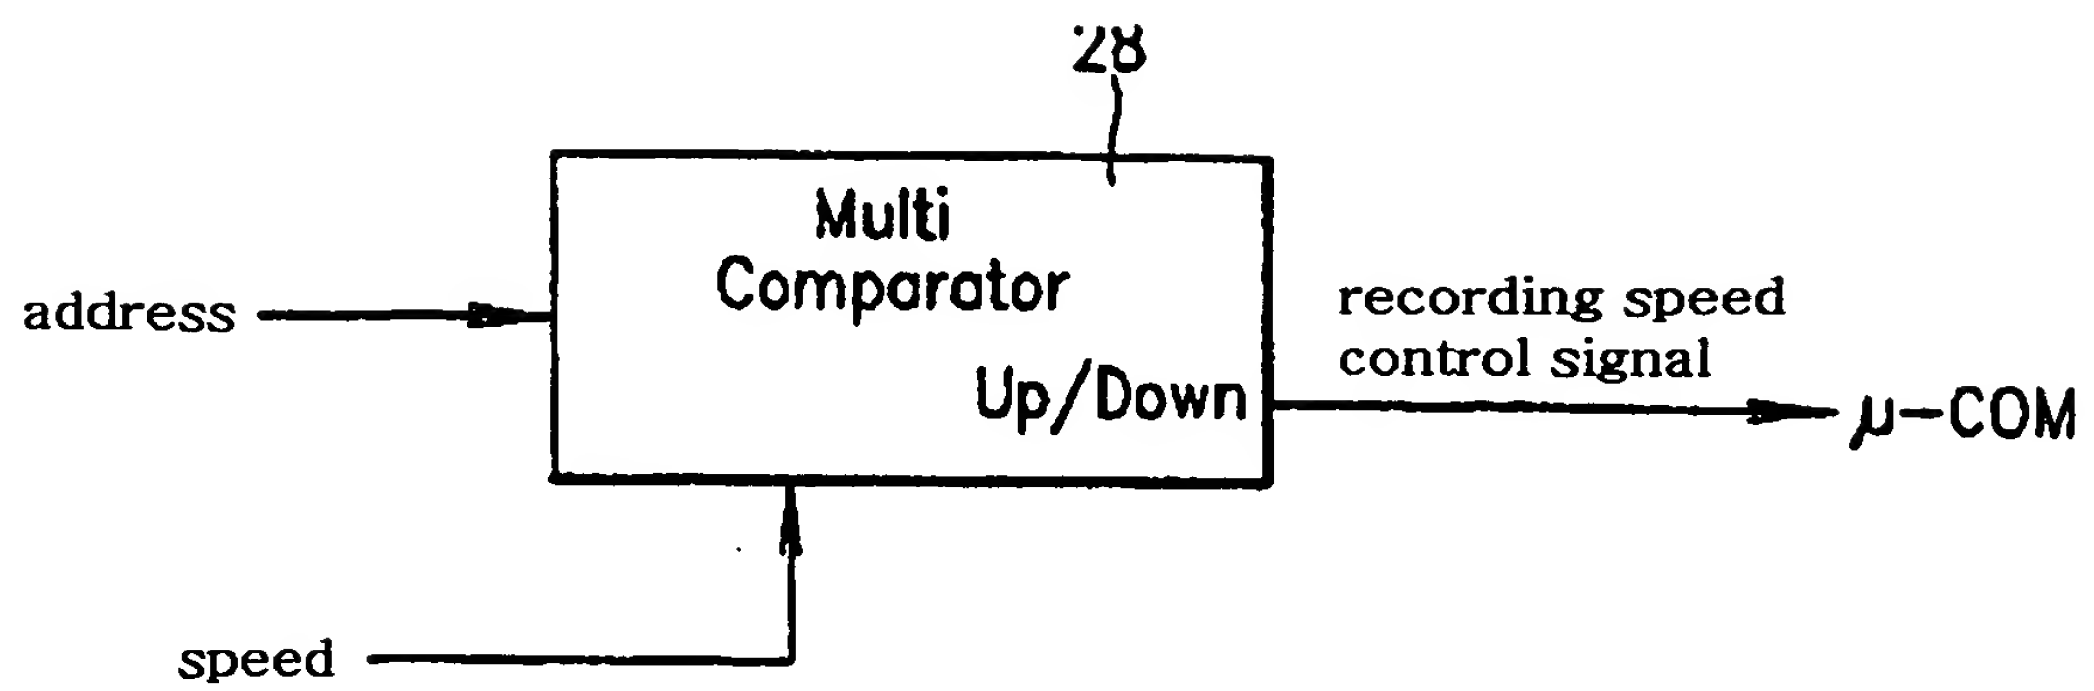 28
Multi
Comparator
address
recording speed
control signal
Up/Down
μ-COM
speed